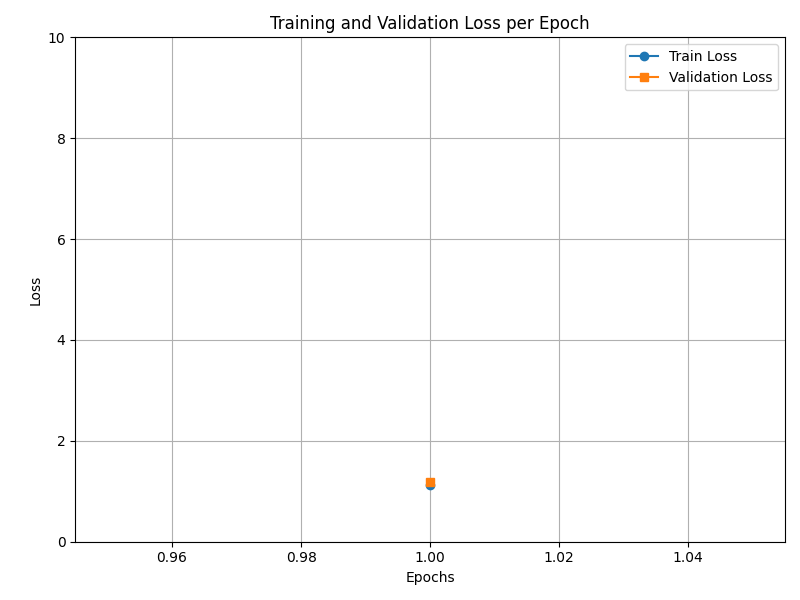 Training and Validation Loss per Epoch
10
Train Loss
Validation Loss
8
6
Loss
4
2
0
0.96 0.98 1.00 1.02 1.04
Epochs